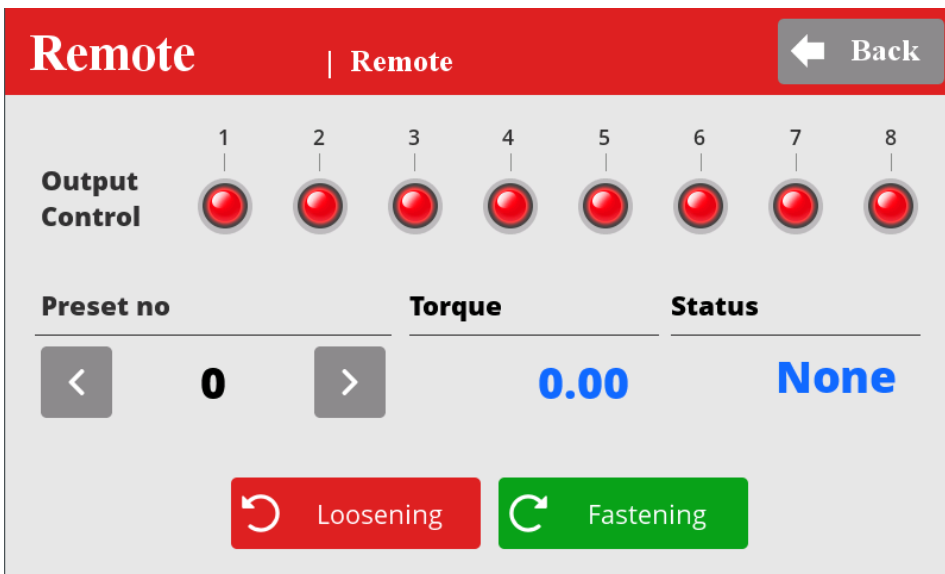 Remote | Remote Back
1 2 3 4 5 6 7 8
Output
Control
Preset no Torque Status
0 0.00 None
Loosening Fastening